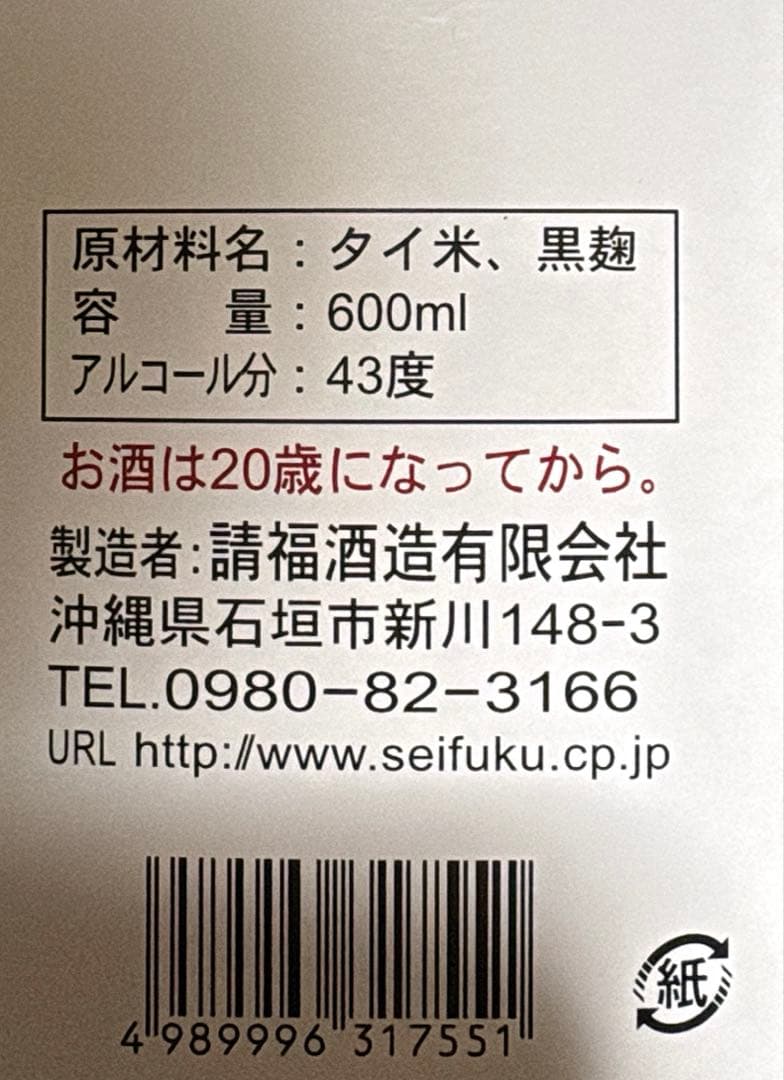 原材料名：タイ米、黒麹
容　　量：600ml
アルコール分：43度
お酒は20歳になってから。
製造者:請福酒造有限会社
沖縄県石垣市新川148-3
TEL.0980-82-3166
URL http://www.seifuku.cp.jp
4 989996 317551
紙